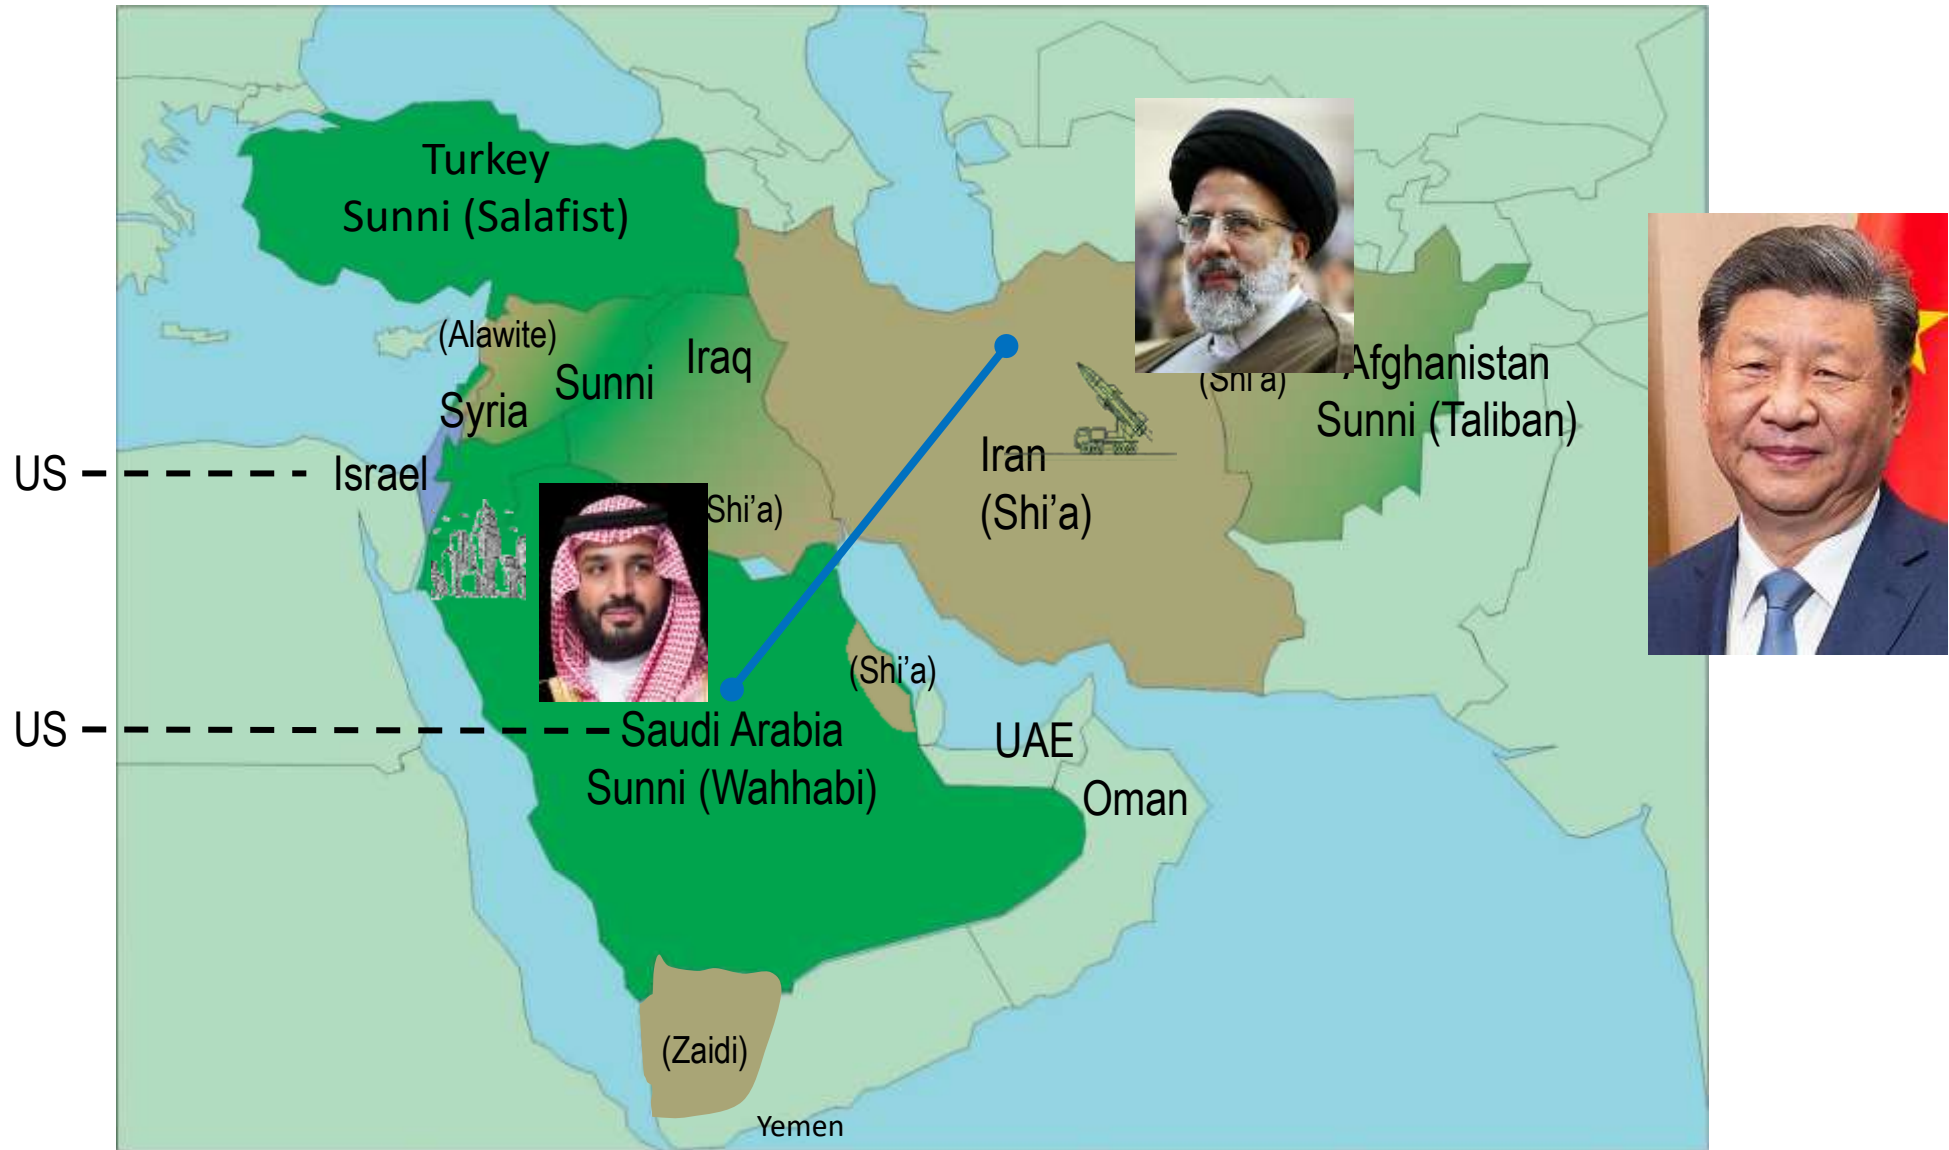 Turkey
Sunni (Salafist)
(Alawite)
Sunni
Iraq
Syria
(Shi'a)
Afghanistan
Sunni (Taliban)
US
Israel
Iran
(Shi'a)
Shi'a)
(Shi'a)
US
Saudi Arabia
Sunni (Wahhabi)
UAE
Oman
(Zaidi)
Yemen